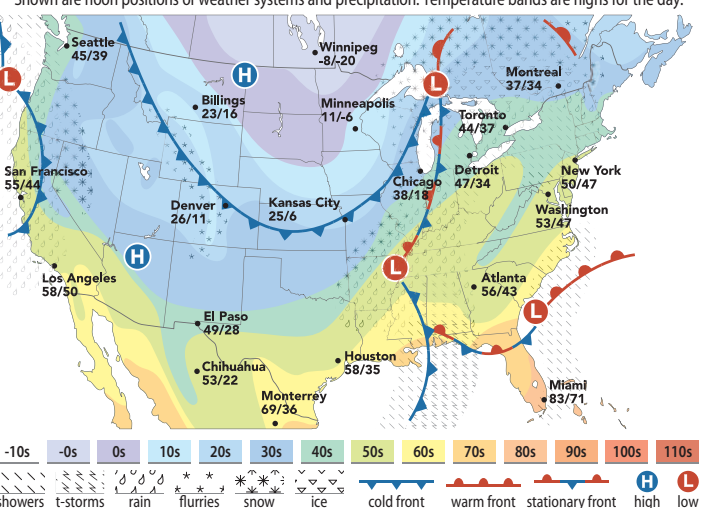 Shown are noon positions of weather systems and precipitation. Temperature bands are highs for the day.
Seattle
45/39
Winnipeg
-8/-20
H
L
L
Montreal
37/34
Billings
23/16
Minneapolis
11/-6
Toronto
44/37
San Francisco
55/44
Denver
26/11
Kansas City
25/6
Chicago
38/18
Detroit
47/34
New York
50/47
Washington
53/47
H
L
Los Angeles
58/50
Atlanta
56/43
El Paso
49/28
L
Chihuahua
53/22
Houston
58/35
Monterrey
69/36
Miami
83/71
-10s -0s 0s 10s 20s 30s 40s 50s 60s 70s 80s 90s 100s 110s
H L
showers t-storms rain flurries snow ice cold front warm front stationary front high low